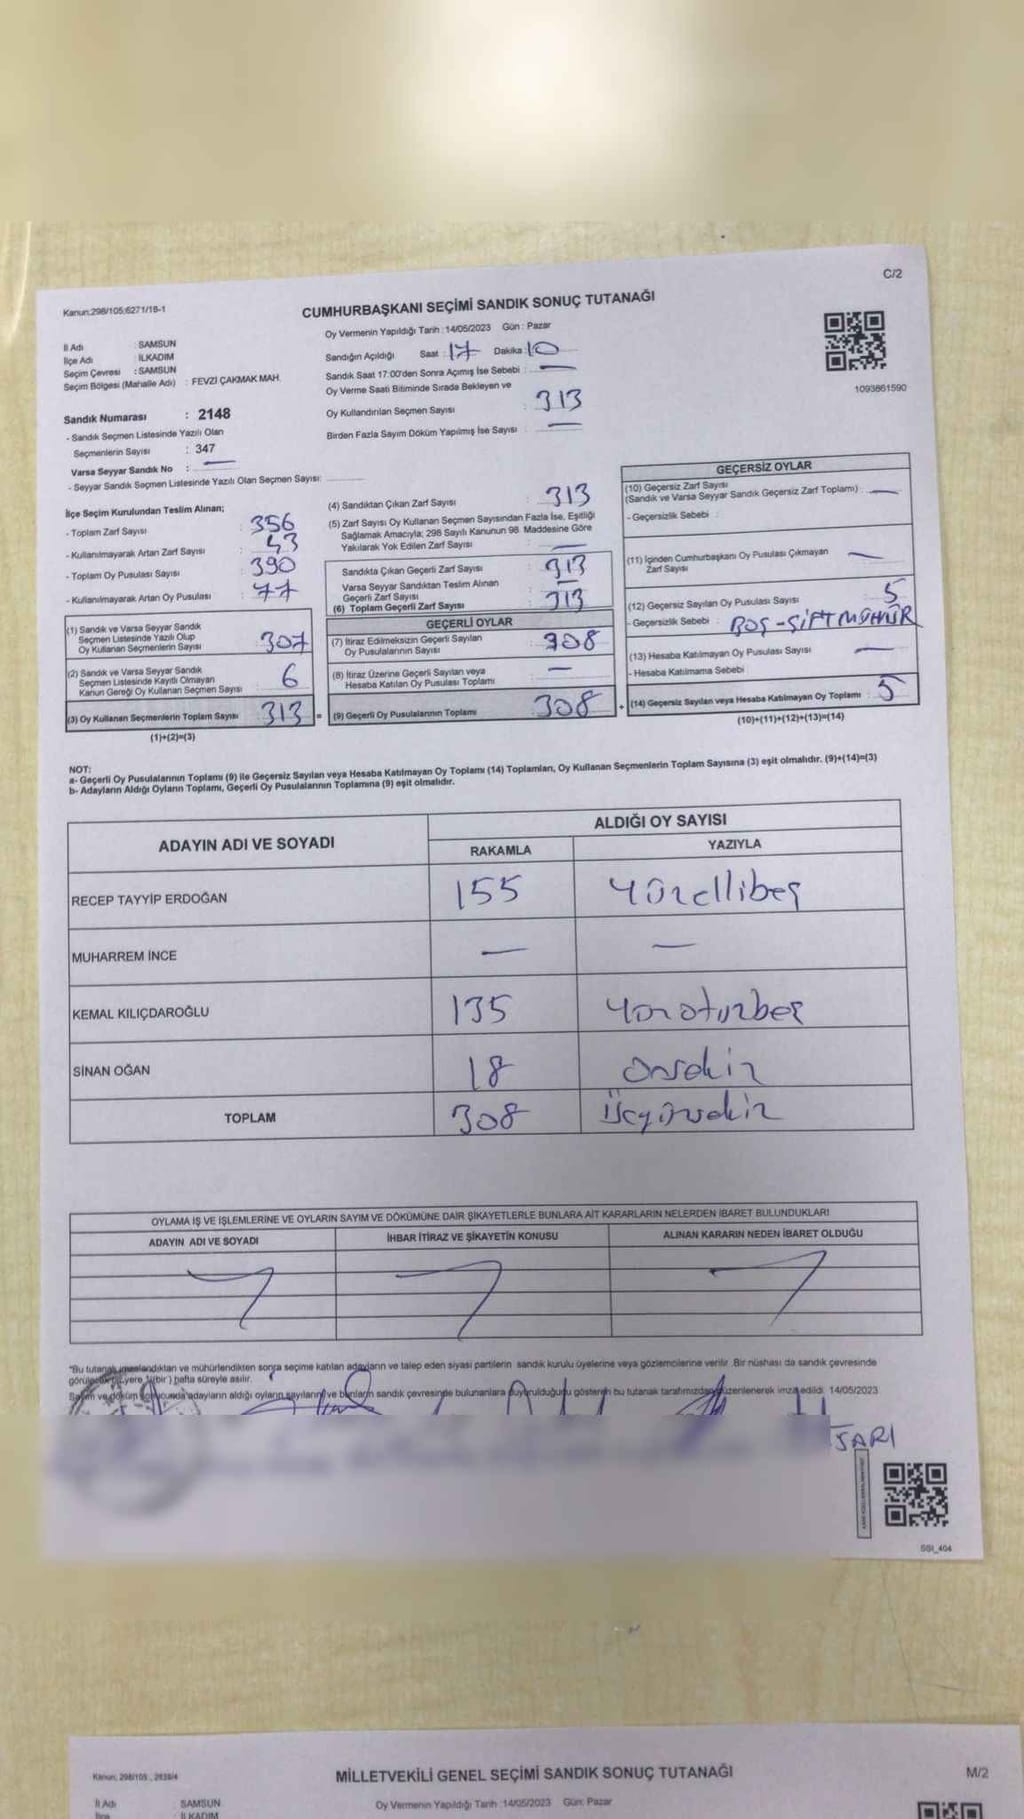 C/2
Kanun:298/105;6271/18-1
CUMHURBAŞKANI SEÇİMİ SANDIK SONUÇ TUTANAĞI
Oy Vermenin Yapıldığı Tarih : 14/05/2023 Gün : Pazar
İl Adı : SAMSUN
İlçe Adı : İLKADIM
Seçim Çevresi : SAMSUN
Seçim Bölgesi (Mahalle Adı) : FEVZİ ÇAKMAK MAH.
Sandık Numarası : 2148
- Sandık Seçmen Listesinde Yazılı Olan
Seçmenlerin Sayısı : 347
Varsa Seyyar Sandık No : —
- Seyyar Sandık Seçmen Listesinde Yazılı Olan Seçmen Sayısı:
Sandığın Açıldığı Saat : 17 Dakika : 10
Sandık Saat 17:00'den Sonra Açımış İse Sebebi : —
Oy Verme Saati Bitiminde Sırada Bekleyen ve
Oy Kullandırılan Seçmen Sayısı : 313
Birden Fazla Sayım Döküm Yapılmış İse Sayısı : —
1093861590
İlçe Seçim Kurulundan Teslim Alınan;
- Toplam Zarf Sayısı : 356
- Kullanılmayarak Artan Zarf Sayısı : 43
- Toplam Oy Pusulası Sayısı : 390
- Kullanılmayarak Artan Oy Pusulası : 77
(1) Sandık ve Varsa Seyyar Sandık
Seçmen Listesinde Yazılı Olup
Oy Kullanan Seçmenlerin Sayısı 307
(2) Sandık ve Varsa Seyyar Sandık
Seçmen Listesinde Kayıtlı Olmayan
Kanun Gereği Oy Kullanan Seçmen Sayısı 6
(3) Oy Kullanan Seçmenlerin Toplam Sayısı 313 =
(1)+(2)=(3)
(4) Sandıktan Çıkan Zarf Sayısı : 313
(5) Zarf Sayısı Oy Kullanan Seçmen Sayısından Fazla İse, Eşitliği
Sağlamak Amacıyla; 298 Sayılı Kanunun 98. Maddesine Göre
Yakılarak Yok Edilen Zarf Sayısı : —
Sandıkta Çıkan Geçerli Zarf Sayısı : 313
Varsa Seyyar Sandıktan Teslim Alınan
Geçerli Zarf Sayısı : —
(6) Toplam Geçerli Zarf Sayısı : 313
GEÇERLİ OYLAR
(7) İtiraz Edilmeksizin Geçerli Sayılan
Oy Pusulalarının Sayısı : 308
(8) İtiraz Üzerine Geçerli Sayılan veya
Hesaba Katılan Oy Pusulası Toplamı : —
(9) Geçerli Oy Pusulalarının Toplamı : 308 +
GEÇERSİZ OYLAR
(10) Geçersiz Zarf Sayısı
(Sandık ve Varsa Seyyar Sandık Geçersiz Zarf Toplamı) : —
- Geçersizlik Sebebi :
(11) İçinden Cumhurbaşkanı Oy Pusulası Çıkmayan
Zarf Sayısı —
(12) Geçersiz Sayılan Oy Pusulası Sayısı : 5
- Geçersizlik Sebebi : BOŞ - ÇİFT MÜHÜR
(13) Hesaba Katılmayan Oy Pusulası Sayısı : —
- Hesaba Katılmama Sebebi
(14) Geçersiz Sayılan veya Hesaba Katılmayan Oy Toplamı : 5
(10)+(11)+(12)+(13)=(14)
NOT:
a- Geçerli Oy Pusulalarının Toplamı (9) ile Geçersiz Sayılan veya Hesaba Katılmayan Oy Toplamı (14) Toplamları, Oy Kullanan Seçmenlerin Toplam Sayısına (3) eşit olmalıdır. (9)+(14)=(3)
b- Adayların Aldığı Oyların Toplamı, Geçerli Oy Pusulalarının Toplamına (9) eşit olmalıdır.
ADAYIN ADI VE SOYADI
ALDIĞI OY SAYISI
RAKAMLA YAZIYLA
RECEP TAYYİP ERDOĞAN 155 Yüzellibeş
MUHARREM İNCE — —
KEMAL KILIÇDAROĞLU 135 Yüzotuzbeş
SİNAN OĞAN 18 Onsekiz
TOPLAM 308 Üçyüzsekiz
OYLAMA İŞ VE İŞLEMLERİNE VE OYLARIN SAYIM VE DÖKÜMÜNE DAİR ŞİKAYETLERLE BUNLARA AİT KARARLARIN NELERDEN İBARET BULUNDUKLARI
ADAYIN ADI VE SOYADI İHBAR İTİRAZ VE ŞİKAYETİN KONUSU ALINAN KARARIN NEDEN İBARET OLDUĞU
*Bu tutanak imzalandıktan ve mühürlendikten sonra seçime katılan adayların ve talep eden siyasi partilerin sandık kurulu üyelerine veya gözlemcilerine verilir. Bir nüshası da sandık çevresinde
görülecek bir yere 1(bir) hafta süreyle asılır.
Sayım ve döküm sonucunda adayların aldığı oyların sayılarını ve bunların sandık çevresinde bulunanlara duyurulduğunu gösteren bu tutanak tarafımızdan düzenlenerek imza edildi. 14/05/2023
SARI
SSI_404
Kanun: 298/105 , 2839/4
MİLLETVEKİLİ GENEL SEÇİMİ SANDIK SONUÇ TUTANAĞI
M/2
İl Adı : SAMSUN
Oy Vermenin Yapıldığı Tarih :14/05/2023 Gün: Pazar
İlçe : İLKADIM